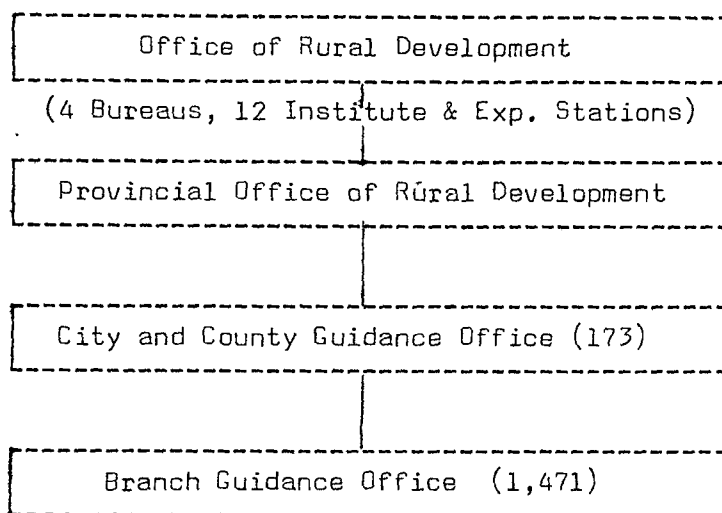 Office of Rural Development
(4 Bureaus, 12 Institute & Exp. Stations)
Provincial Office of Rural Development
City and County Guidance Office (173)
Branch Guidance Office (1,471)